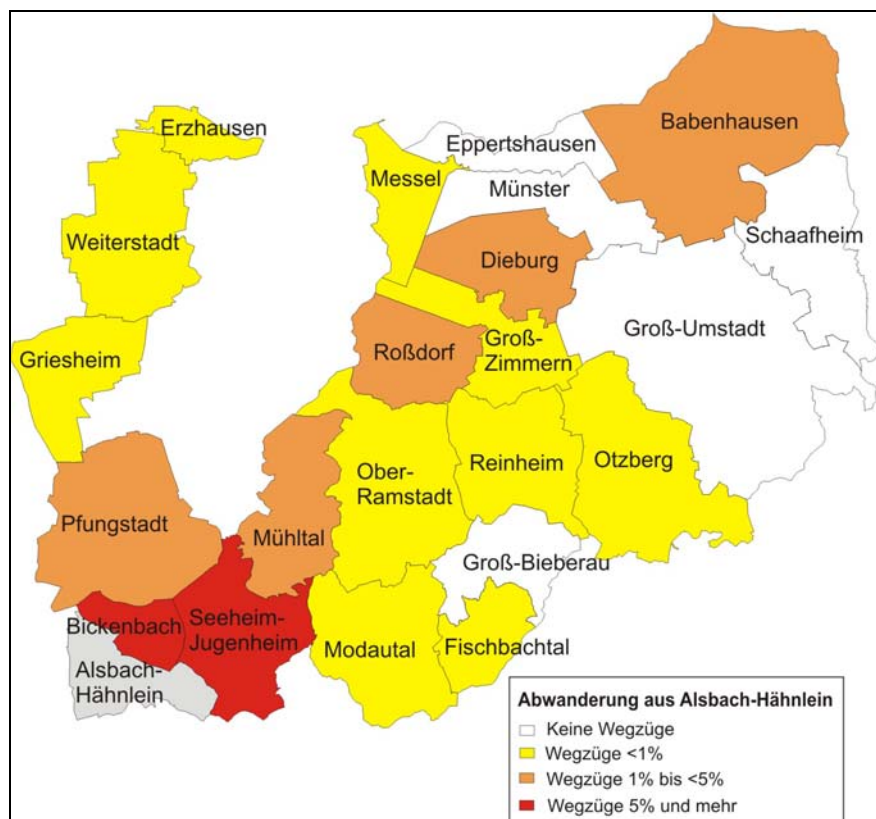 Erzhausen
Babenhausen
Eppertshausen
Messel
Münster
Weiterstadt
Schaafheim
Dieburg
Groß-Umstadt
Griesheim
Roßdorf
Groß-
Zimmern
Ober-
Ramstadt
Reinheim
Otzberg
Pfungstadt
Mühltal
Groß-Bieberau
Bickenbach
Seeheim-
Jugenheim
Modautal
Fischbachtal
Alsbach-
Hähnlein
Abwanderung aus Alsbach-Hähnlein
Keine Wegzüge
Wegzüge <1%
Wegzüge 1% bis <5%
Wegzüge 5% und mehr